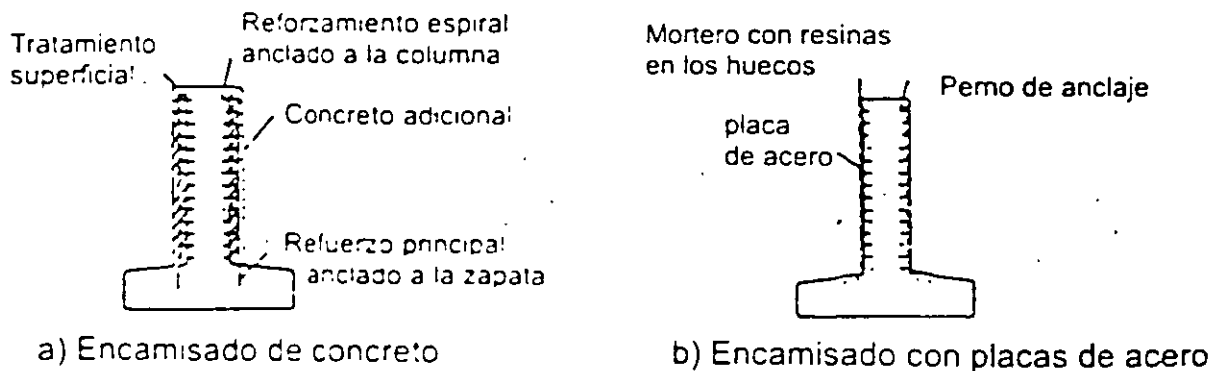 Tratamiento
superficial.
Reforzamiento espiral
anclado a la columna
Concreto adicional
Refuerzo principal
anclado a la zapata
a) Encamisado de concreto
Mortero con resinas
en los huecos
Perno de anclaje
placa
de acero
b) Encamisado con placas de acero